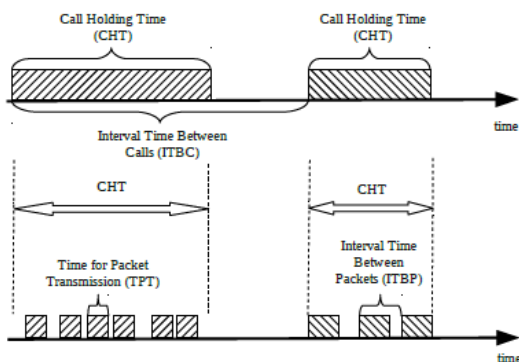 Call Holding Time
(CHT)
Call Holding Time
(CHT)
time
Interval Time Between
Calls (ITBC)
CHT
CHT
Time for Packet
Transmission (TPT)
Interval Time
Between
Packets (ITBP)
time